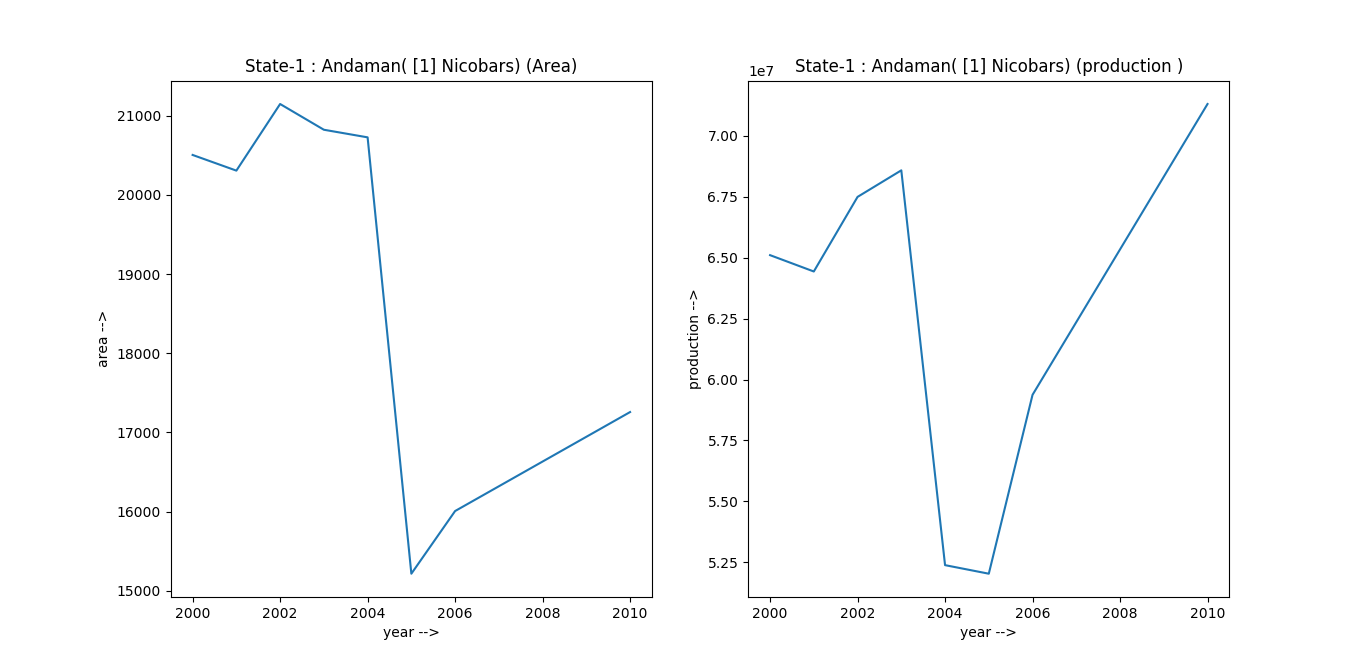 State-1 : Andaman( [1] Nicobars) (Area)
21000
20000
19000
18000
17000
16000
15000
area -->
2000 2002 2004 2006 2008 2010
year -->
State-1 : Andaman( [1] Nicobars) (production )
1e7
7.00
6.75
6.50
6.25
6.00
5.75
5.50
5.25
production -->
2000 2002 2004 2006 2008 2010
year -->